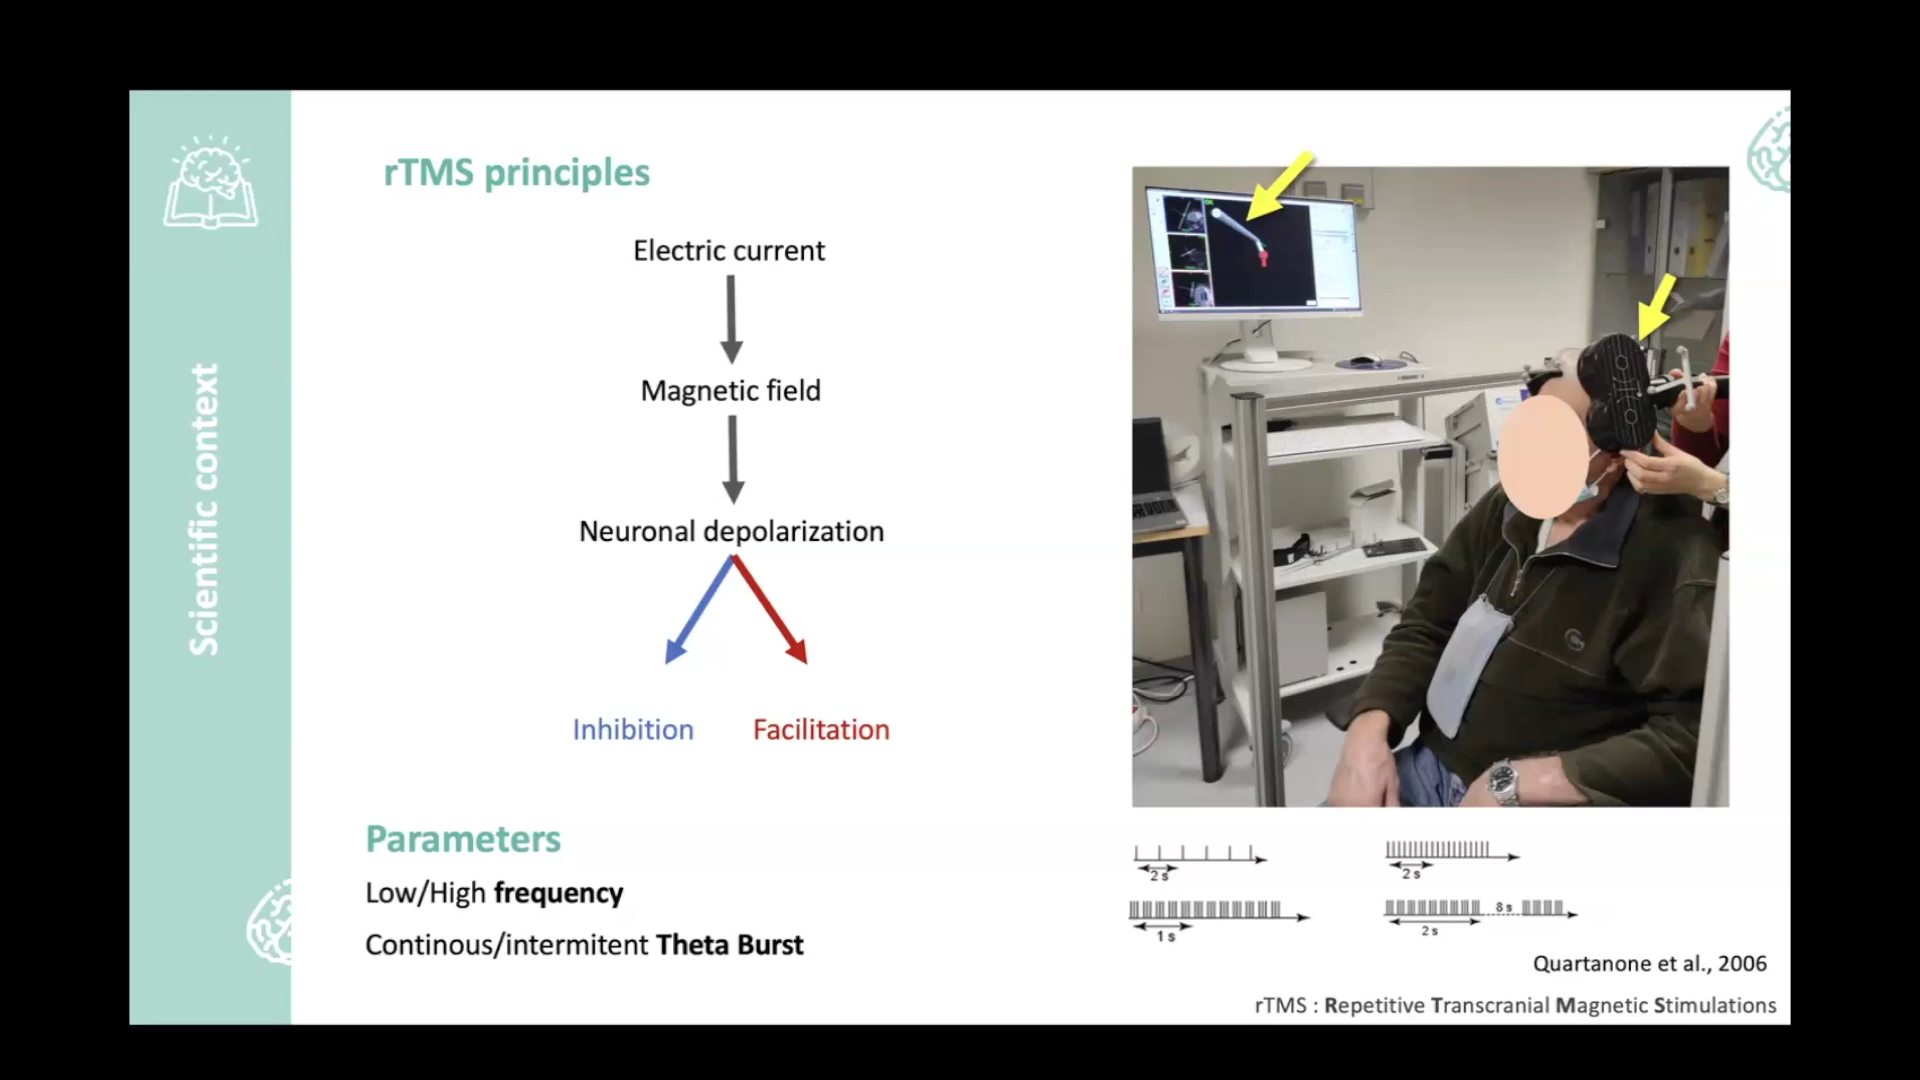 Scientific context
rTMS principles
Electric current
Magnetic field
Neuronal depolarization
Inhibition
Facilitation
Parameters
Low/High frequency
Continous/intermitent Theta Burst
2 s
2 s
1 s
8 s
2 s
Quartanone et al., 2006
rTMS : Repetitive Transcranial Magnetic Stimulations